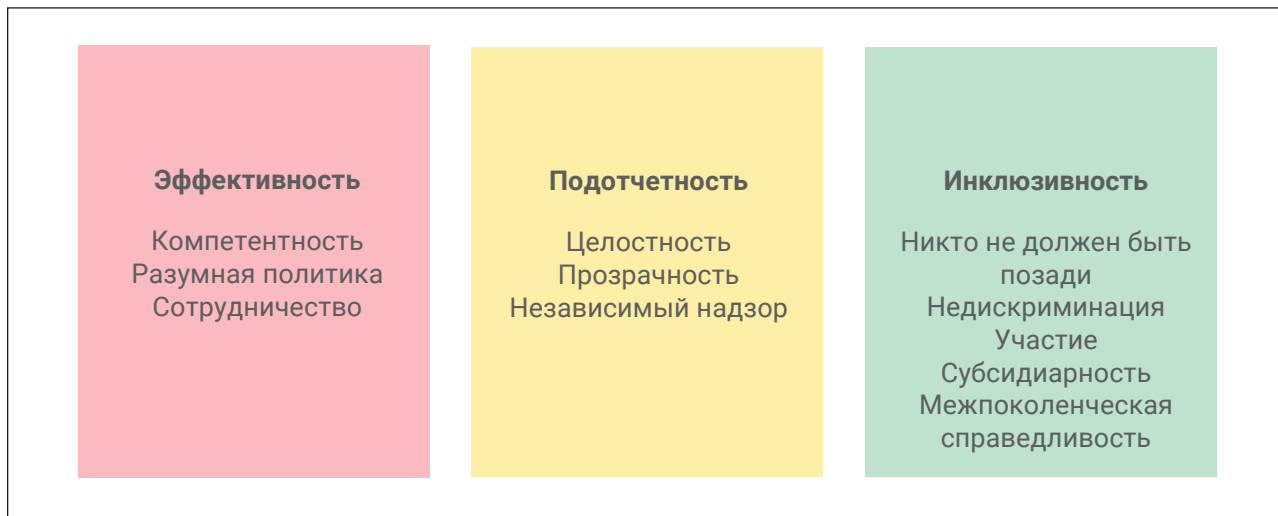 Эффективность
Компетентность
Разумная политика
Сотрудничество
Подотчетность
Целостность
Прозрачность
Независимый надзор
Инклюзивность
Никто не должен быть
позади
Недискриминация
Участие
Субсидиарность
Межпоколенческая
справедливость